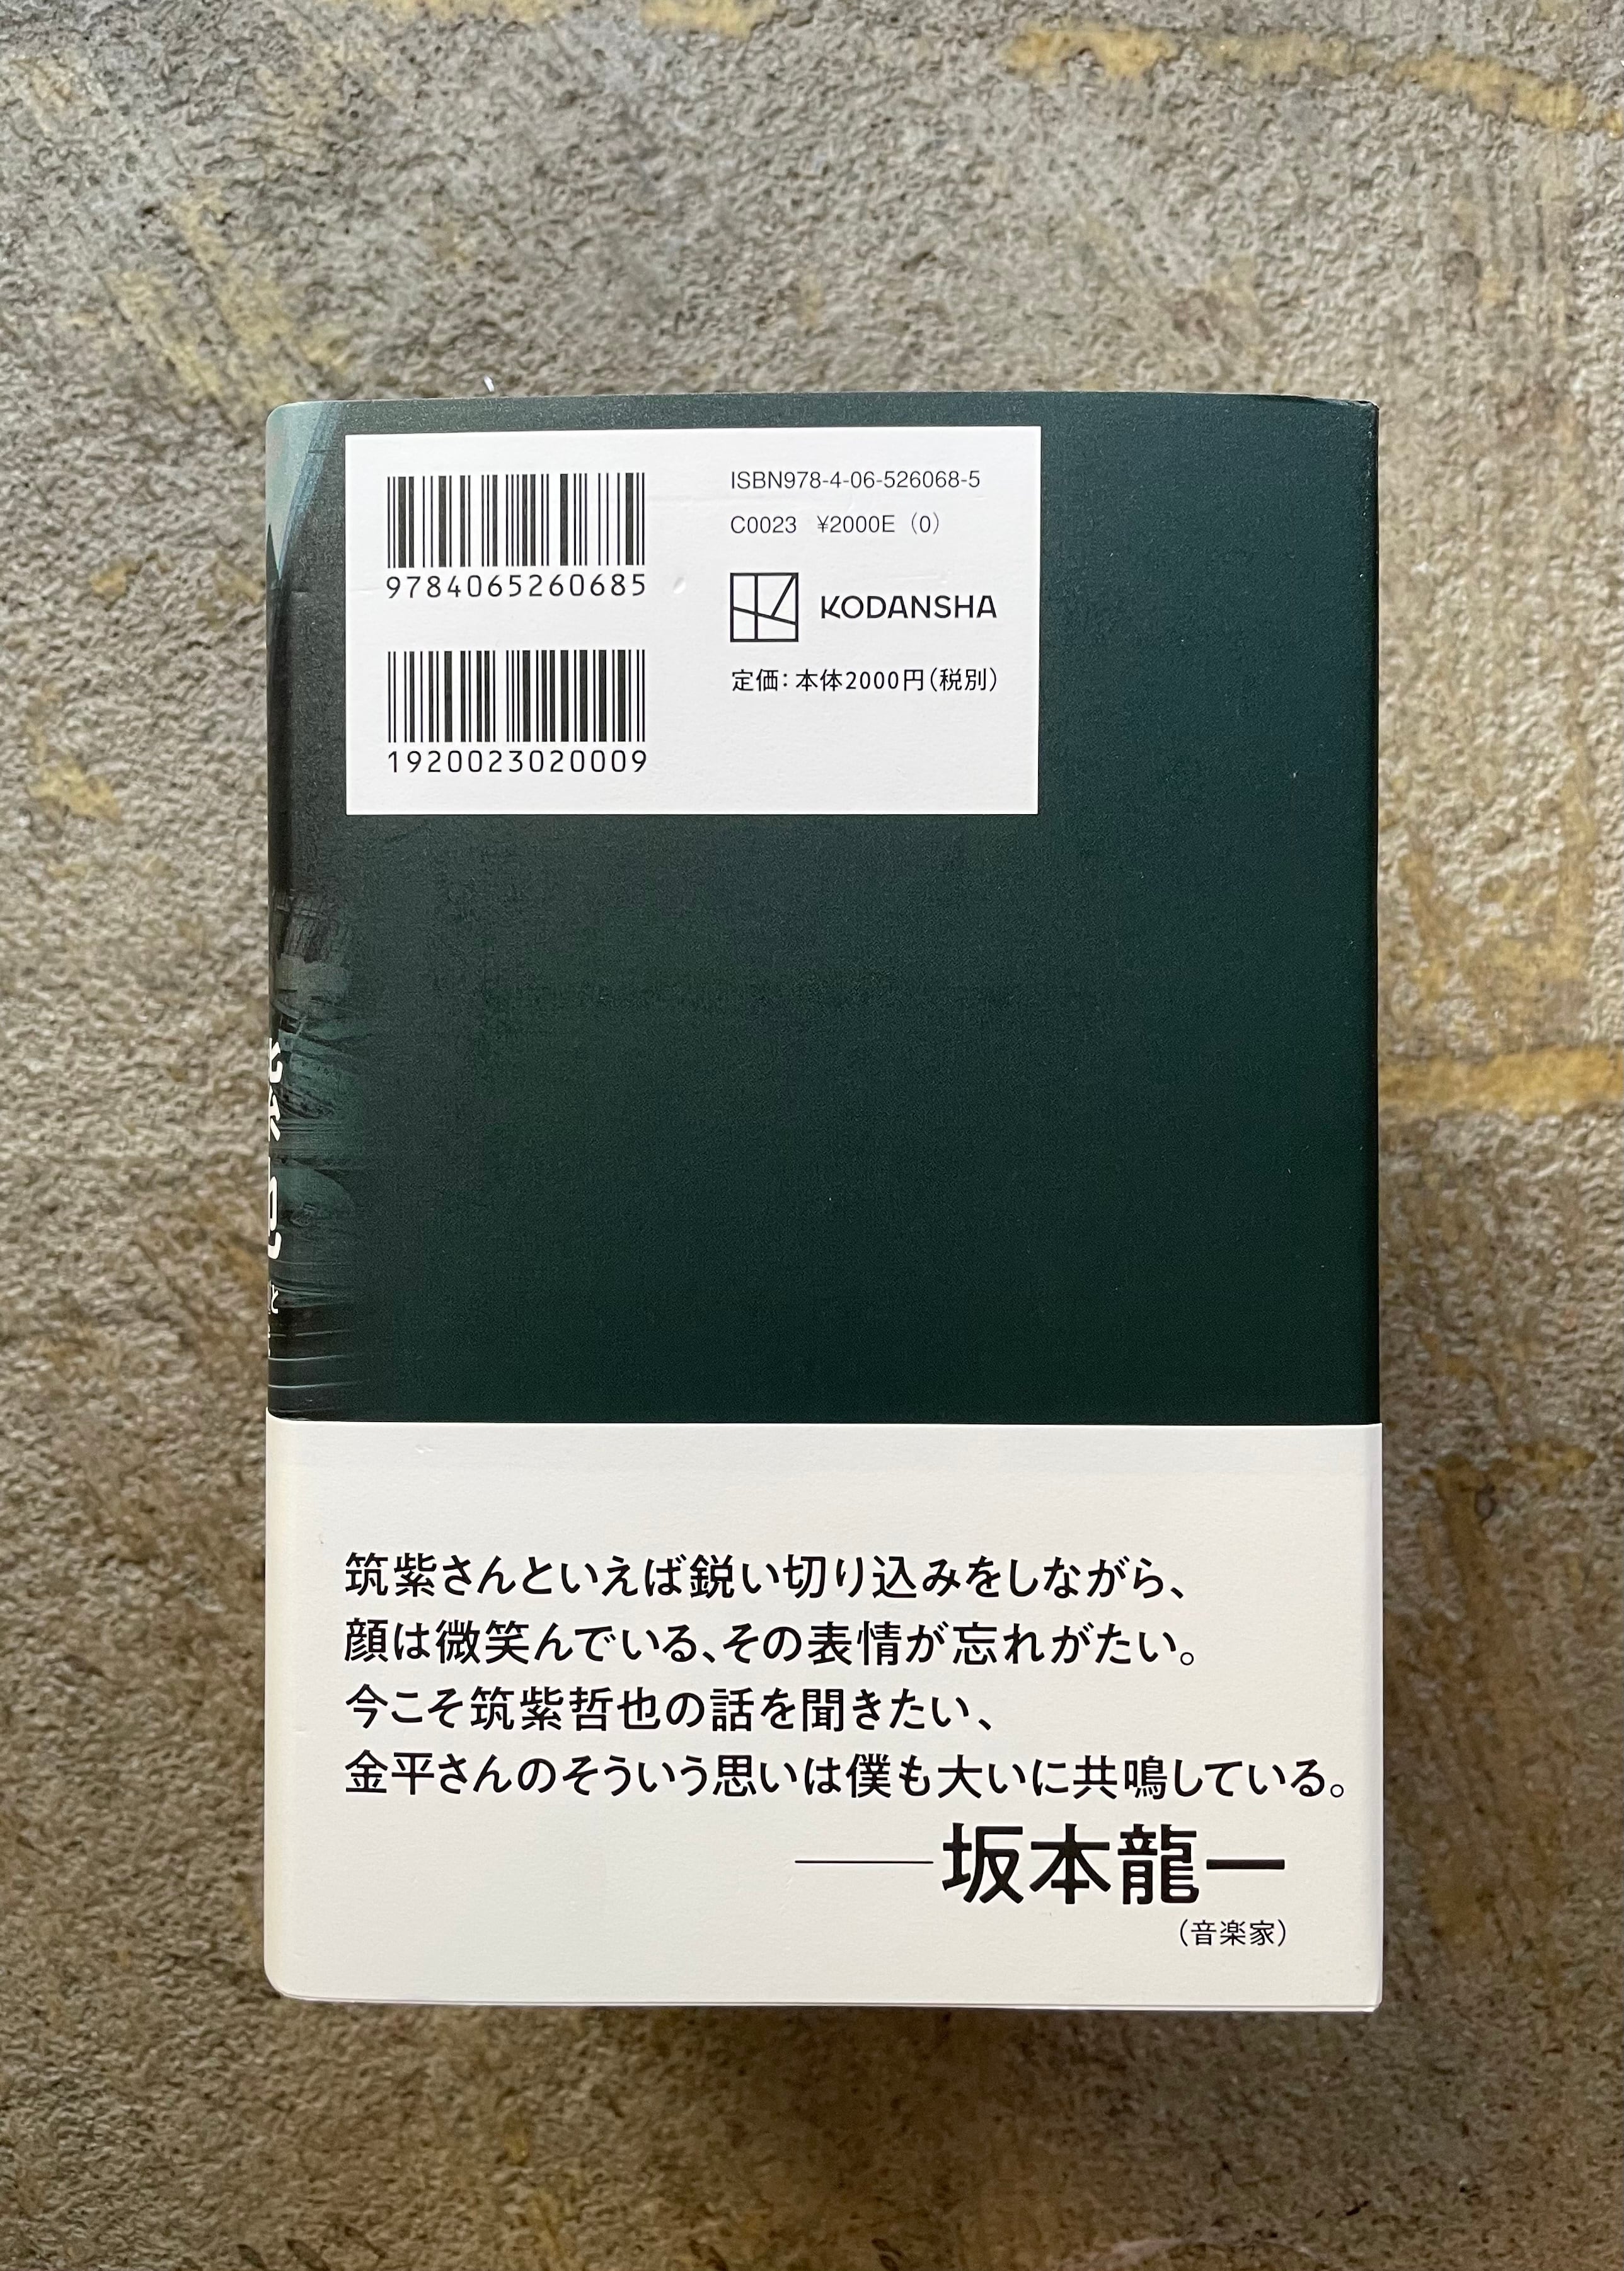 9784065260685
1920023020009
ISBN978-4-06-526068-5
C0023 ¥2000E (0)
KODANSHA
定価：本体2000円（税別）
と
筑紫さんといえば鋭い切り込みをしながら、
顔は微笑んでいる、その表情が忘れがたい。
今こそ筑紫哲也の話を聞きたい、
金平さんのそういう思いは僕も大いに共鳴している。
——坂本龍一
（音楽家）